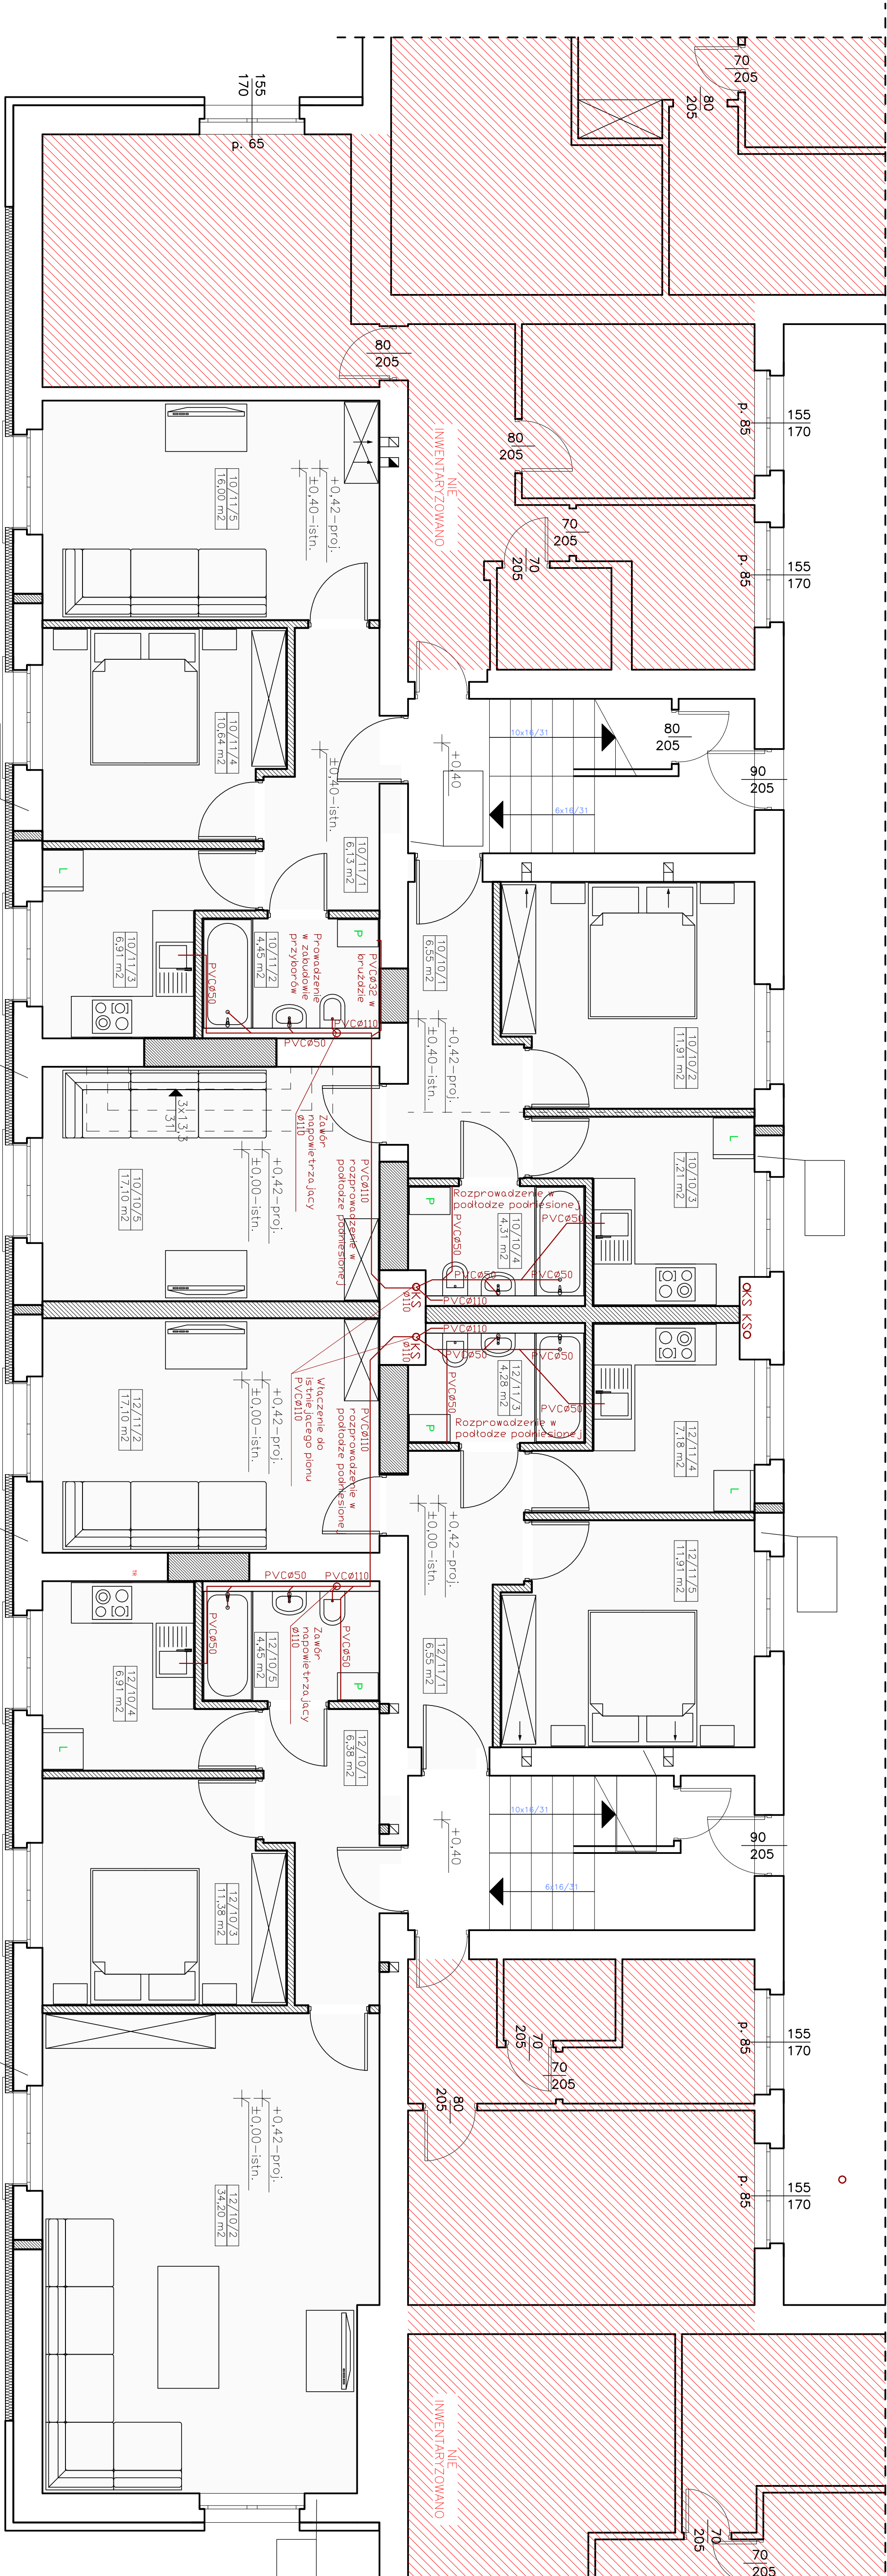 70
205
80
205
155
170
p. 65
80
205
155
170
p. 85
80
205
NIE
INWENTARYZOWANO
10/11/5
16,00 m2
+0,42-proj.
±0,40-istn.
70
205
70
205
155
170
p. 85
10/11/4
10,64 m2
±0,40-istn.
+0,40
10x16/31
6x16/31
80
205
90
205
10/11/1
6,13 m2
L
10/11/3
6,91 m2
PVCø50
10/11/2
4,45 m2
Prowadzenie
w zabudowie
przyborów
P
PVCø32 w
bruździe
PVCø110
PVCø50
10/10/1
6,55 m2
+0,42-proj.
±0,40-istn.
10/10/2
11,91 m2
3x13,3
31
10/10/5
17,10 m2
+0,42-proj.
±0,00-istn.
Zawór
napowietrzający
ø110
PVCø110
rozprowadzenie w
podłodze podniesionej
P
Rozprowadzenie w
podłodze podniesionej
10/10/4
4,31 m2
PVCø50
PVCø50
PVCø50
PVCø50
L
10/10/3
7,21 m2
KS
ø110
PVCø110
KS KS
12/11/2
17,10 m2
+0,42-proj.
±0,00-istn.
Włączenie do
istniejącego pionu
PVCø110
PVCø110
rozprowadzenie w
podłodze podniesionej
KS
ø110
PVCø110
PVCø50
PVCø50
PVCø50
PVCø50
12/11/3
4,28 m2
P
Rozprowadzenie w
podłodze podniesionej
12/11/4
7,18 m2
L
+0,42-proj.
±0,00-istn.
12/11/1
6,55 m2
12/11/5
11,91 m2
TR
PVCø50
PVCø110
PVCø50
PVCø50
12/10/5
4,45 m2
Zawór
napowietrzający
ø110
P
12/10/4
6,91 m2
L
12/10/1
6,38 m2
+0,40
10x16/31
6x16/31
90
205
12/10/3
11,38 m2
70
205
70
205
155
170
p. 85
80
205
155
170
p. 85
+0,42-proj.
±0,00-istn.
12/10/2
34,20 m2
NIE
INWENTARYZOWANO
70
205
70
205